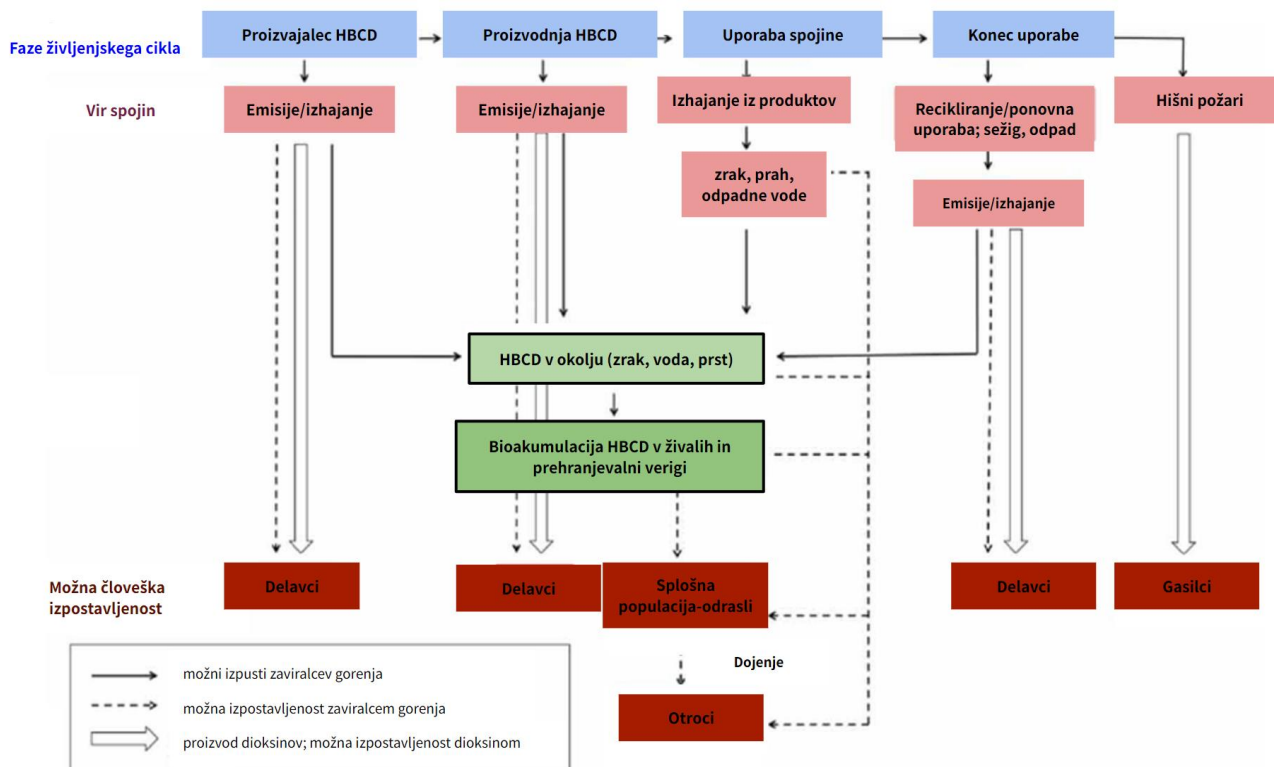 Faze življenjskega cikla
Proizvajalec HBCD
Proizvodnja HBCD
Uporaba spojine
Konec uporabe
Vir spojin
Emisije/izhajanje
Emisije/izhajanje
Izhajanje iz produktov
Recikliranje/ponovna
uporaba; sežig, odpad
Hišni požari
zrak, prah,
odpadne vode
Emisije/izhajanje
HBCD v okolju (zrak, voda, prst)
Bioakumulacija HBCD v živalih in
prehranjevalni verigi
Možna človeška
izpostavljenost
Delavci
Delavci
Splošna
populacija-odrasli
Delavci
Gasilci
Dojenje
Otroci
možni izpusti zaviralcev gorenja
možna izpostavljenost zaviralcem gorenja
proizvod dioksinov; možna izpostavljenost dioksinom